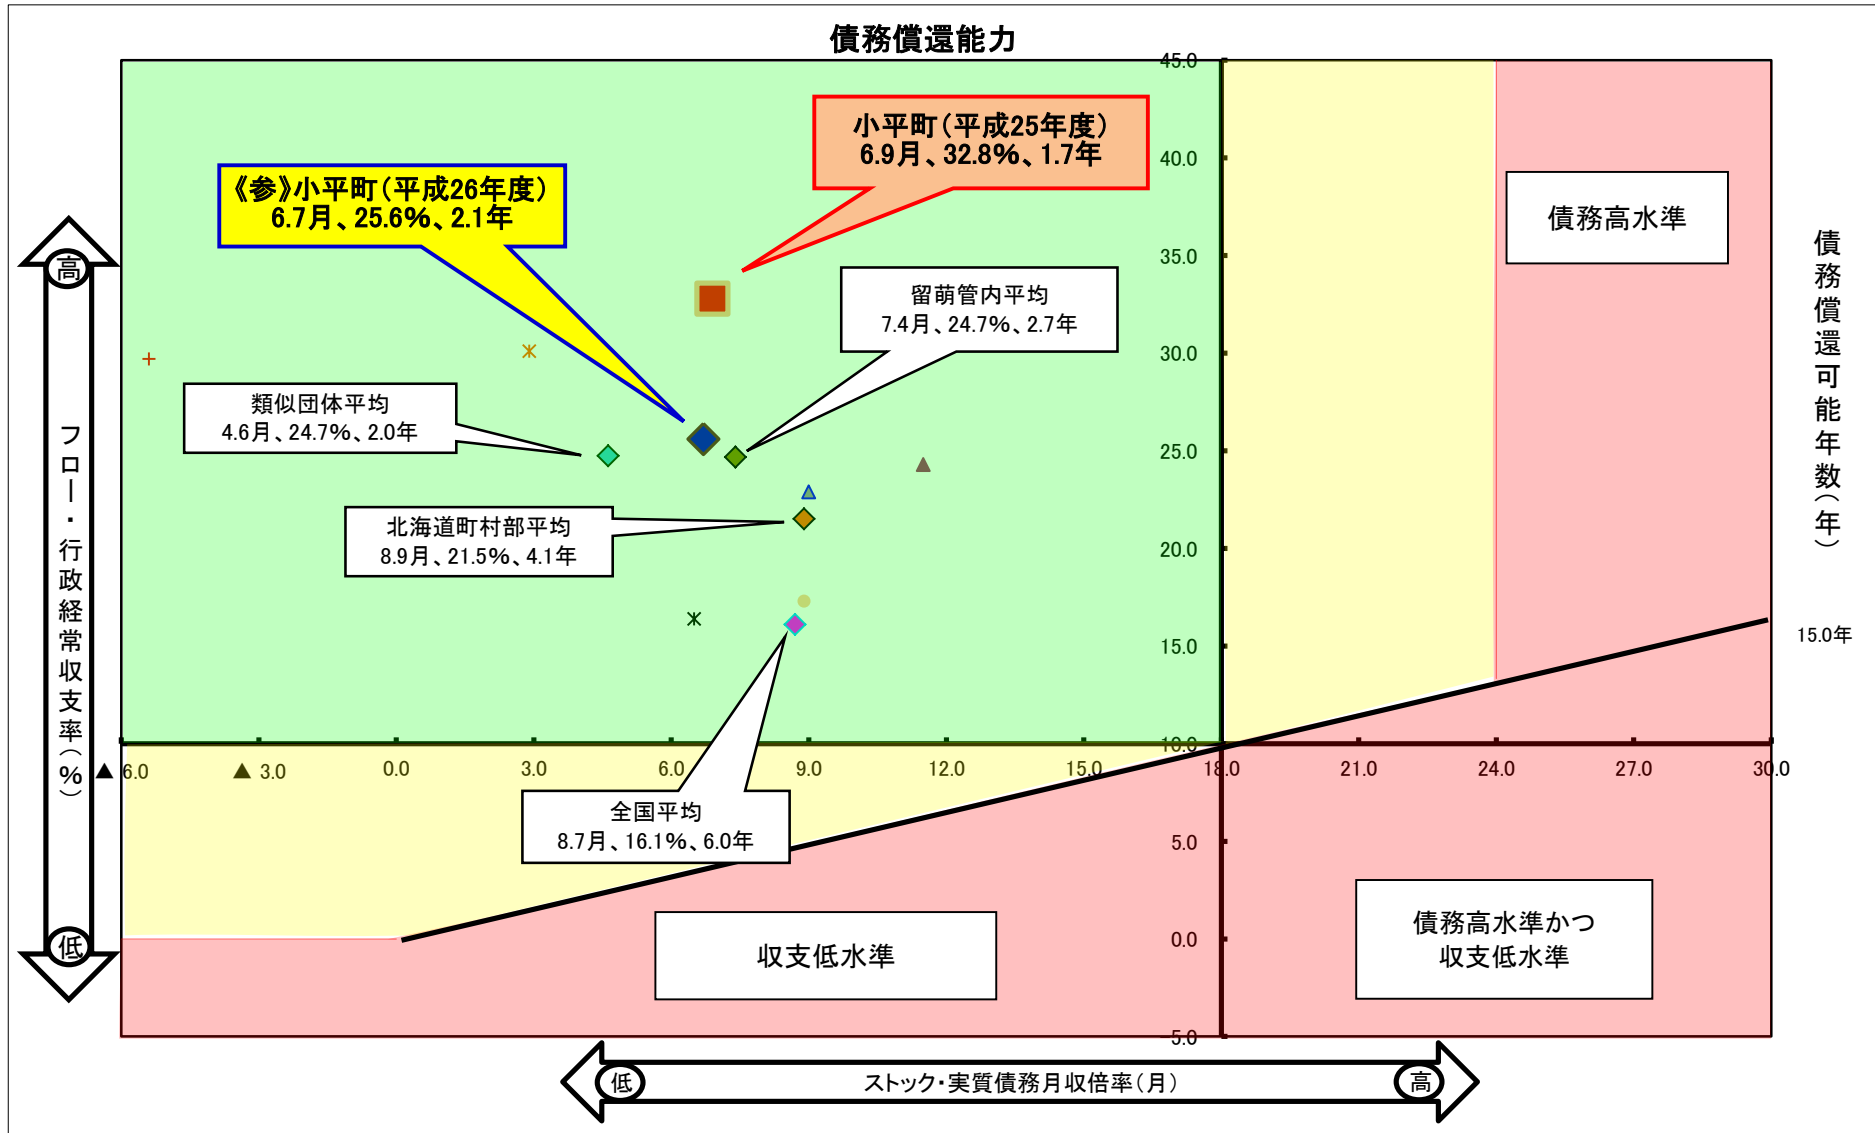 債務償還能力
45.0
小平町（平成25年度）
6.9月、32.8%、1.7年
40.0
《参》小平町（平成26年度）
6.7月、25.6%、2.1年
債務高水準
高
35.0
留萌管内平均
7.4月、24.7%、2.7年
30.0
類似団体平均
4.6月、24.7%、2.0年
25.0
北海道町村部平均
8.9月、21.5%、4.1年
20.0
15.0
15.0年
10.0
▲ 6.0
▲ 3.0
0.0
3.0
6.0
9.0
12.0
15.0
18.0
21.0
24.0
27.0
30.0
全国平均
8.7月、16.1%、6.0年
5.0
収支低水準
債務高水準かつ
収支低水準
0.0
低
-5.0
フロー・行政経常収支率（%）
債務償還可能年数（年）
低
ストック・実質債務月収倍率（月）
高